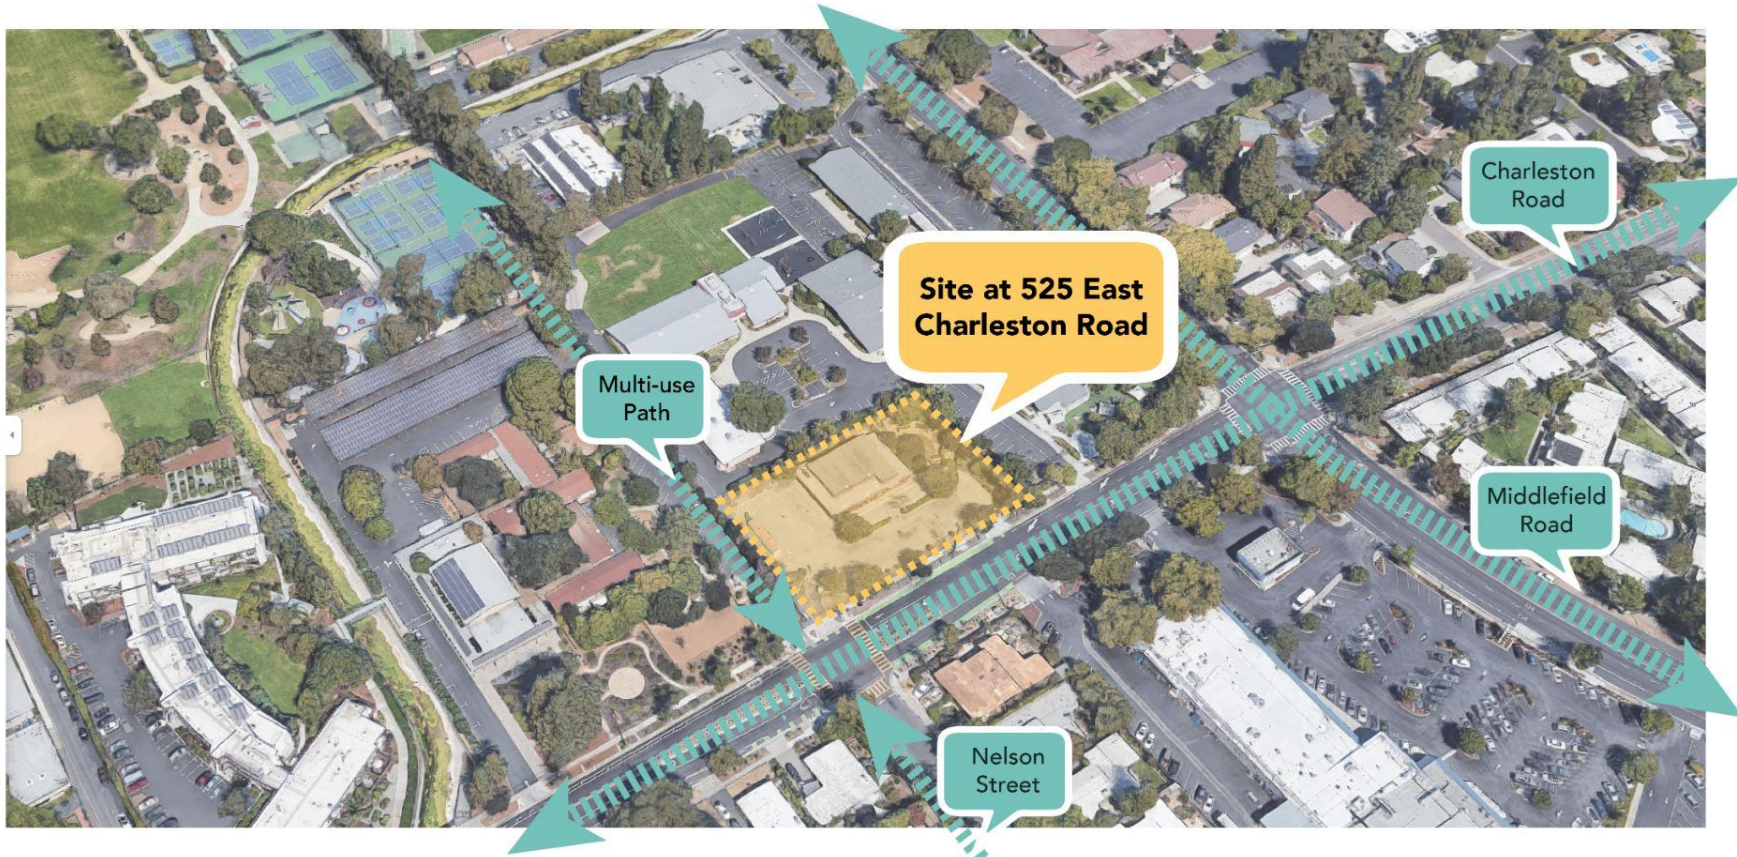 Charleston
Road
Site at 525 East
Charleston Road
Multi-use
Path
Middlefield
Road
Nelson
Street